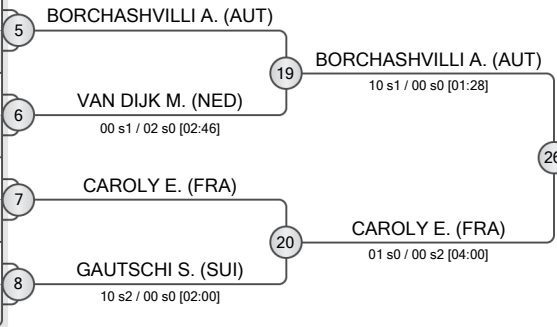 BORCHASHVILLI A. (AUT)
5
19
BORCHASHVILLI A. (AUT)
10 s1 / 00 s0 [01:28]
VAN DIJK M. (NED)
6
00 s1 / 02 s0 [02:46]
26
CAROLY E. (FRA)
7
20
CAROLY E. (FRA)
01 s0 / 00 s2 [04:00]
GAUTSCHI S. (SUI)
8
10 s2 / 00 s0 [02:00]